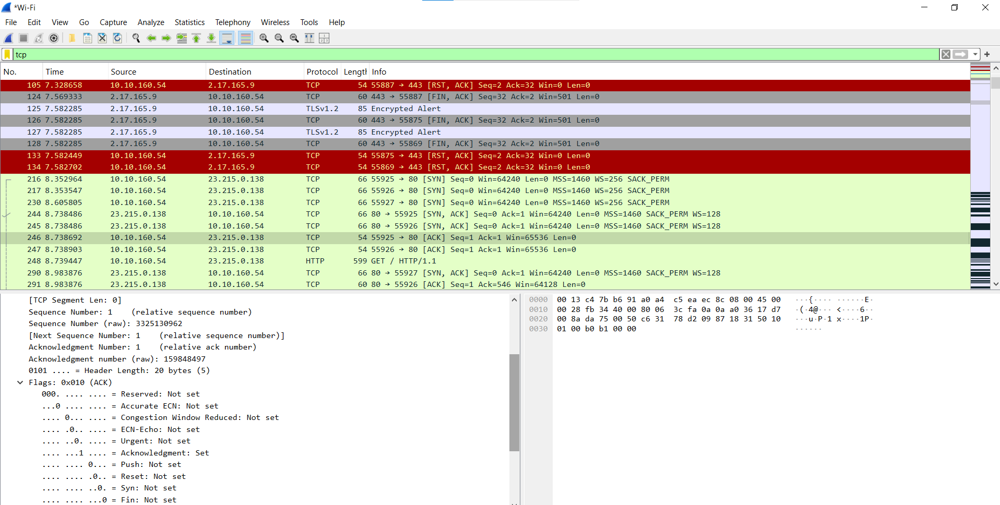 *Wi-Fi
File Edit View Go Capture Analyze Statistics Telephony Wireless Tools Help
tcp
No. Time Source Destination Protocol Length Info
105 7.328658 10.10.160.54 2.17.165.9 TCP 54 55887 → 443 [RST, ACK] Seq=2 Ack=32 Win=0 Len=0
124 7.569333 2.17.165.9 10.10.160.54 TCP 60 443 → 55887 [FIN, ACK] Seq=32 Ack=2 Win=501 Len=0
125 7.582285 2.17.165.9 10.10.160.54 TLSv1.2 85 Encrypted Alert
126 7.582285 2.17.165.9 10.10.160.54 TCP 60 443 → 55875 [FIN, ACK] Seq=32 Ack=2 Win=501 Len=0
127 7.582285 2.17.165.9 10.10.160.54 TLSv1.2 85 Encrypted Alert
128 7.582285 2.17.165.9 10.10.160.54 TCP 60 443 → 55869 [FIN, ACK] Seq=32 Ack=2 Win=501 Len=0
133 7.582449 10.10.160.54 2.17.165.9 TCP 54 55875 → 443 [RST, ACK] Seq=2 Ack=32 Win=0 Len=0
134 7.582702 10.10.160.54 2.17.165.9 TCP 54 55869 → 443 [RST, ACK] Seq=2 Ack=32 Win=0 Len=0
216 8.352964 10.10.160.54 23.215.0.138 TCP 66 55925 → 80 [SYN] Seq=0 Win=64240 Len=0 MSS=1460 WS=256 SACK_PERM
217 8.353547 10.10.160.54 23.215.0.138 TCP 66 55926 → 80 [SYN] Seq=0 Win=64240 Len=0 MSS=1460 WS=256 SACK_PERM
230 8.605805 10.10.160.54 23.215.0.138 TCP 66 55927 → 80 [SYN] Seq=0 Win=64240 Len=0 MSS=1460 WS=256 SACK_PERM
244 8.738486 23.215.0.138 10.10.160.54 TCP 66 80 → 55925 [SYN, ACK] Seq=0 Ack=1 Win=64240 Len=0 MSS=1460 SACK_PERM WS=128
245 8.738486 23.215.0.138 10.10.160.54 TCP 66 80 → 55926 [SYN, ACK] Seq=0 Ack=1 Win=64240 Len=0 MSS=1460 SACK_PERM WS=128
246 8.738692 10.10.160.54 23.215.0.138 TCP 54 55925 → 80 [ACK] Seq=1 Ack=1 Win=65536 Len=0
247 8.738903 10.10.160.54 23.215.0.138 TCP 54 55926 → 80 [ACK] Seq=1 Ack=1 Win=65536 Len=0
248 8.739447 10.10.160.54 23.215.0.138 HTTP 599 GET / HTTP/1.1
290 8.983876 23.215.0.138 10.10.160.54 TCP 66 80 → 55927 [SYN, ACK] Seq=0 Ack=1 Win=64240 Len=0 MSS=1460 SACK_PERM WS=128
291 8.983876 23.215.0.138 10.10.160.54 TCP 60 80 → 55926 [ACK] Seq=1 Ack=546 Win=64128 Len=0
[TCP Segment Len: 0]
Sequence Number: 1 (relative sequence number)
Sequence Number (raw): 3325130962
[Next Sequence Number: 1 (relative sequence number)]
Acknowledgment Number: 1 (relative ack number)
Acknowledgment number (raw): 159848497
0101 .... = Header Length: 20 bytes (5)
Flags: 0x010 (ACK)
000. .... .... = Reserved: Not set
...0 .... .... = Accurate ECN: Not set
.... 0... .... = Congestion Window Reduced: Not set
.... .0.. .... = ECN-Echo: Not set
.... ..0. .... = Urgent: Not set
.... ...1 .... = Acknowledgment: Set
.... .... 0... = Push: Not set
.... .... .0.. = Reset: Not set
.... .... ..0. = Syn: Not set
.... .... ...0 = Fin: Not set
0000 00 13 c4 7b b6 91 a0 a4 c5 ea ec 8c 08 00 45 00 ···{···· ······E·
0010 00 28 fb 34 40 00 80 06 3c fa 0a 0a a0 36 17 d7 ·(·4@··· <····6··
0020 00 8a da 75 00 50 c6 31 78 d2 09 87 18 31 50 10 ···u·P·1 x····1P·
0030 01 00 b0 b1 00 00 ······